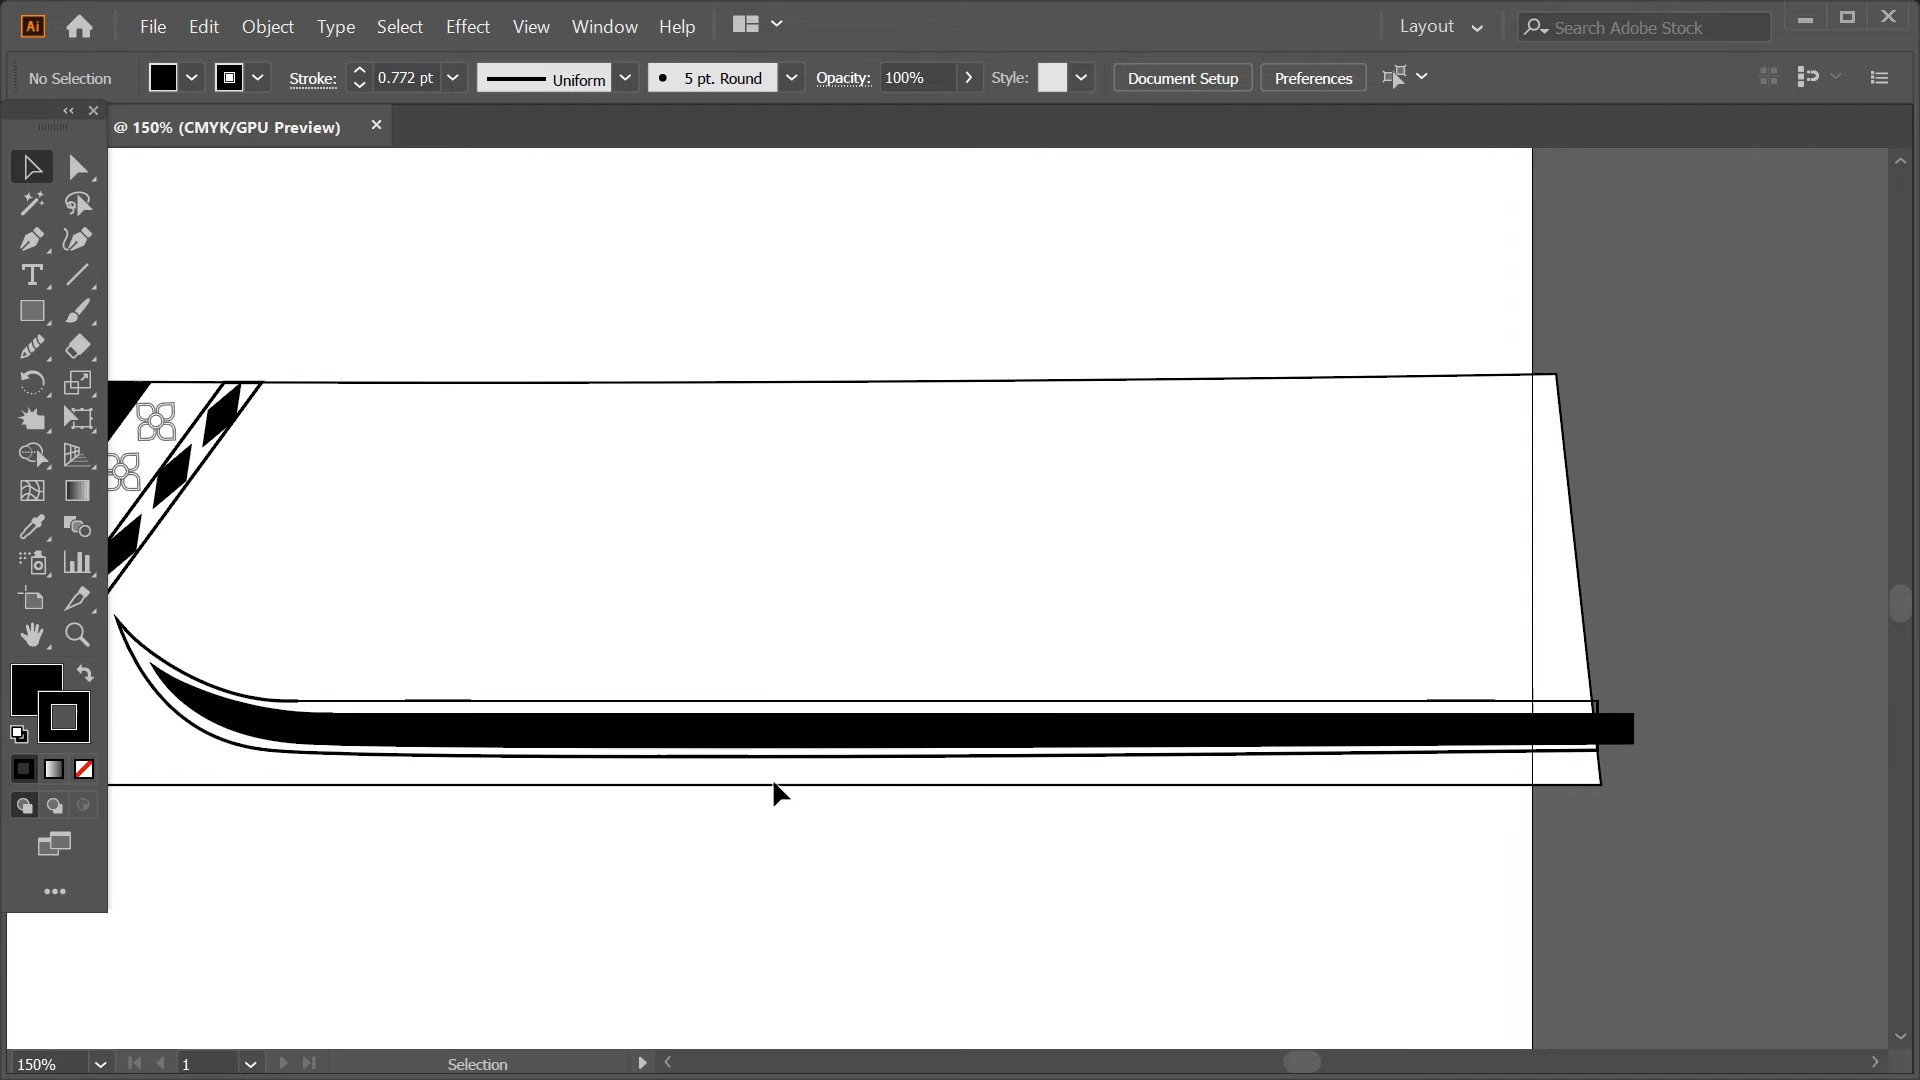 Ai File Edit Object Type Select Effect View Window Help Layout Search Adobe Stock
No Selection Stroke: 0.772 pt Uniform 5 pt. Round Opacity: 100% Style: Document Setup Preferences
@ 150% (CMYK/GPU Preview)
150% 1 Selection